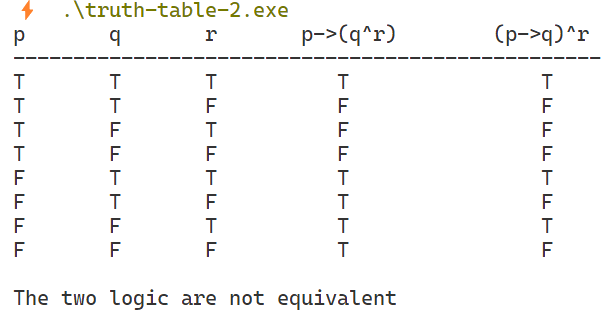 .\truth-table-2.exe
p q r p->(q^r) (p->q)^r
--------------------------------------------------
T T T T T
T T F F F
T F T F F
T F F F F
F T T T T
F T F T F
F F T T T
F F F T F
The two logic are not equivalent